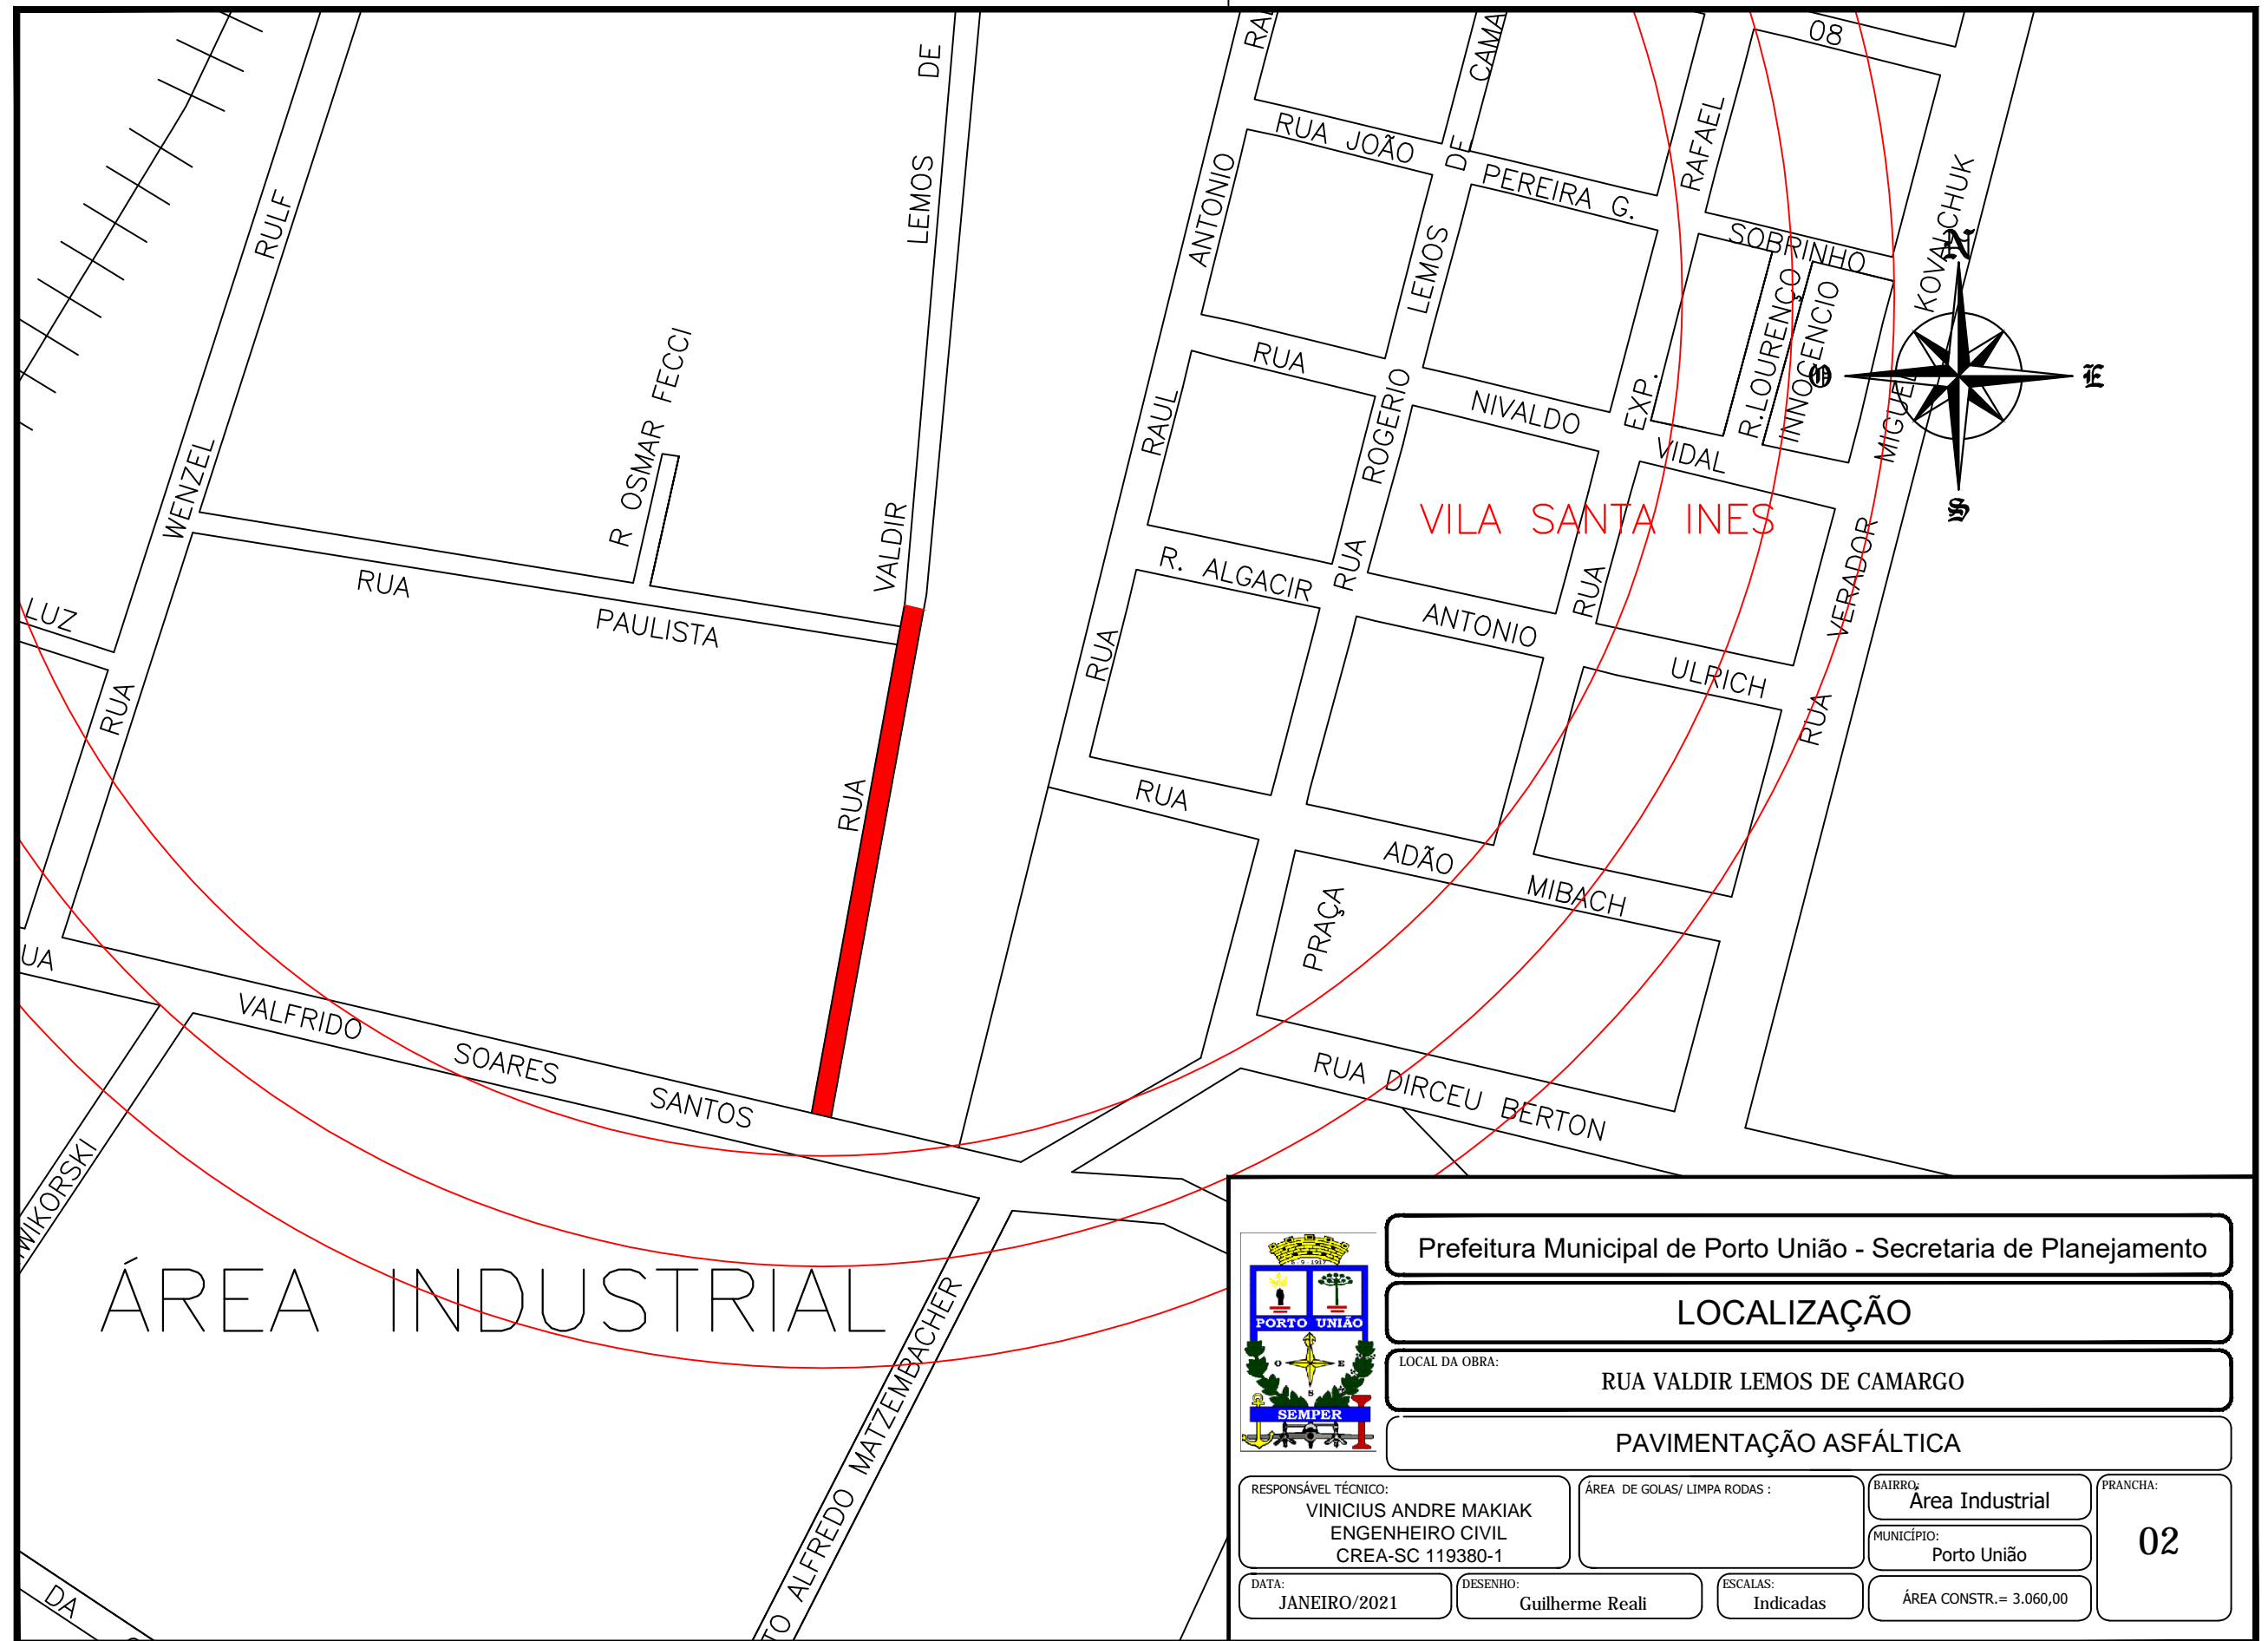 DE
LEMOS
VALDIR
RUA
RULF
WENZEL
RUA
R OSMAR FECCI
RUA PAULISTA
LUZ
UA VALFRIDO SOARES SANTOS
WIKORSKI
ÁREA INDUSTRIAL
TO ALFREDO MATZEMBACHER
DA
RA
ANTONIO
RAUL
RUA
CAMA
DE
LEMOS
ROGERIO
RUA
RAFAEL
EXP.
RUA
08
RUA JOÃO PEREIRA G. SOBRINHO
R.LOURENÇO
INNOCENCIO
KOVALCHUK
MIGUEL
VERADOR
RUA
RUA NIVALDO VIDAL
VILA SANTA INES
R. ALGACIR ANTONIO ULRICH
RUA ADÃO MIBACH
PRAÇA
RUA DIRCEU BERTON
N
O
E
S
5 - 9 - 1917
PORTO UNIÃO
N
O
E
S
SEMPER
Prefeitura Municipal de Porto União - Secretaria de Planejamento
LOCALIZAÇÃO
LOCAL DA OBRA:
RUA VALDIR LEMOS DE CAMARGO
PAVIMENTAÇÃO ASFÁLTICA
RESPONSÁVEL TÉCNICO:
VINICIUS ANDRE MAKIAK
ENGENHEIRO CIVIL
CREA-SC 119380-1
ÁREA DE GOLAS/ LIMPA RODAS :
BAIRRO:
Área Industrial
MUNICÍPIO:
Porto União
PRANCHA:
02
DATA:
JANEIRO/2021
DESENHO:
Guilherme Reali
ESCALAS:
Indicadas
ÁREA CONSTR.= 3.060,00